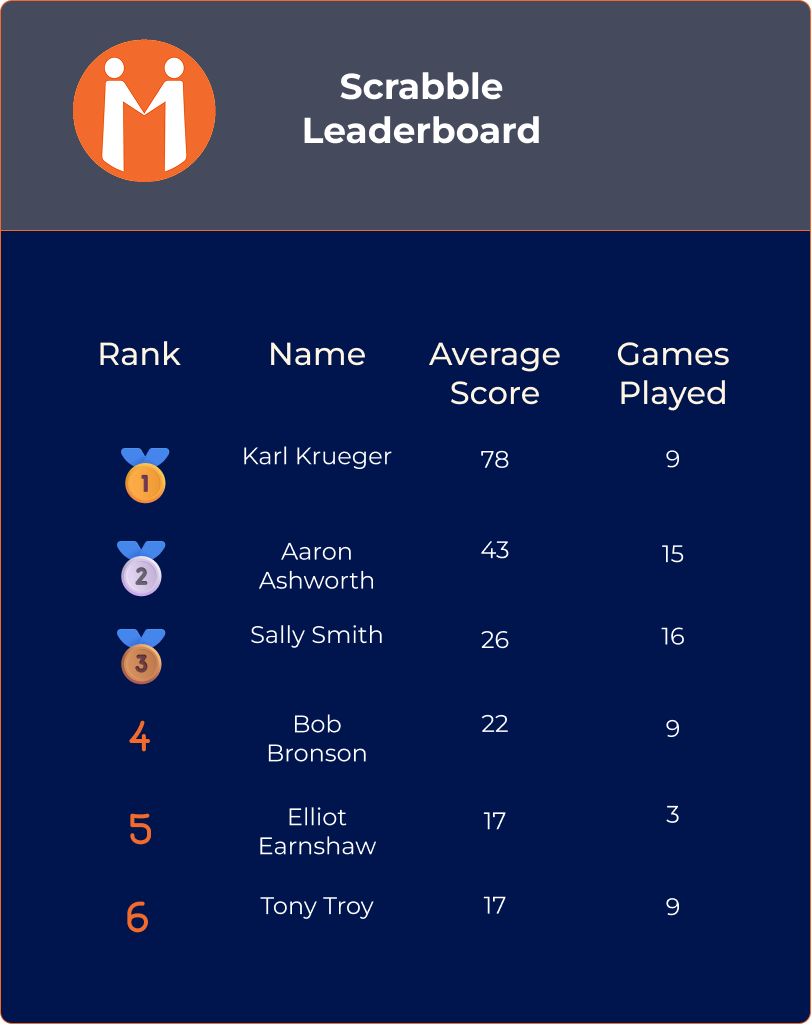 Scrabble
Leaderboard
Rank Name Average Games
Score Played
1 Karl Krueger 78 9
2 Aaron 43 15
Ashworth
3 Sally Smith 26 16
4 Bob 22 9
Bronson
5 Elliot 17 3
Earnshaw
6 Tony Troy 17 9